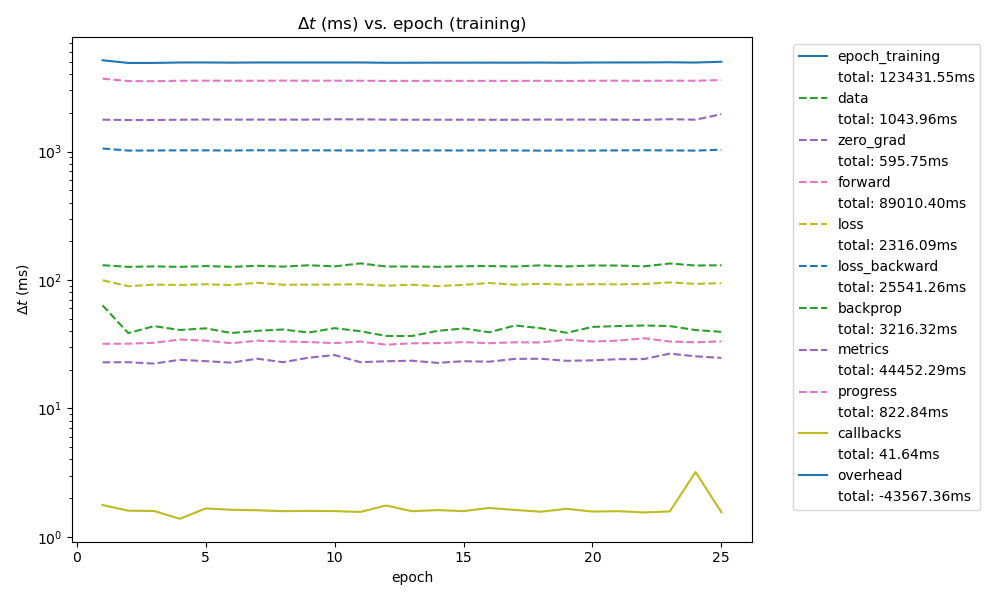 Δt (ms) vs. epoch (training)
Δt (ms)
10³
10²
10¹
10⁰
0
5
10
15
20
25
epoch
epoch_training
total: 123431.55ms
data
total: 1043.96ms
zero_grad
total: 595.75ms
forward
total: 89010.40ms
loss
total: 2316.09ms
loss_backward
total: 25541.26ms
backprop
total: 3216.32ms
metrics
total: 44452.29ms
progress
total: 822.84ms
callbacks
total: 41.64ms
overhead
total: -43567.36ms